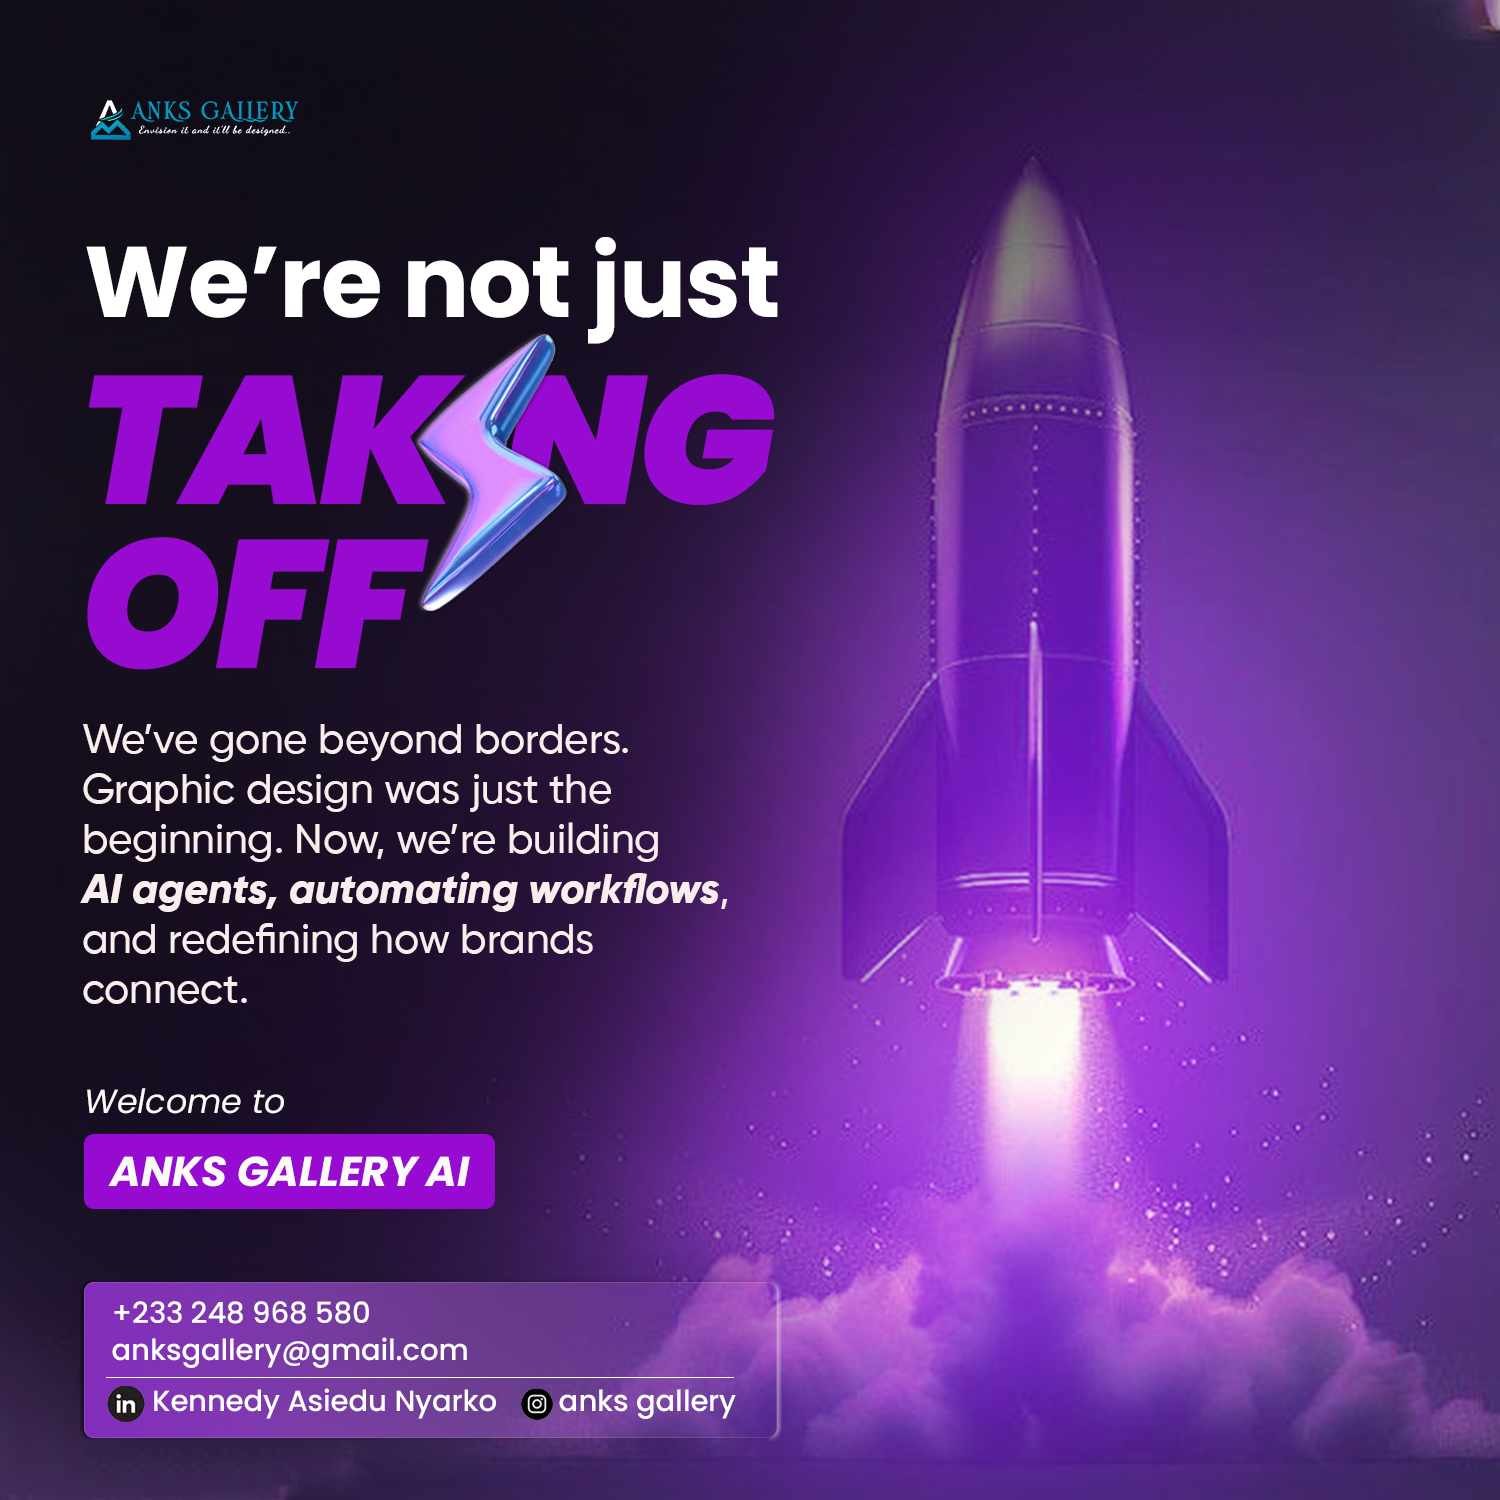 ANKS GALLERY
Envision it and it'll be designed..
We're not just
TAKING
OFF
We've gone beyond borders.
Graphic design was just the
beginning. Now, we're building
AI agents, automating workflows,
and redefining how brands
connect.
Welcome to
ANKS GALLERY AI
+233 248 968 580
anksgallery@gmail.com
in Kennedy Asiedu Nyarko anks gallery